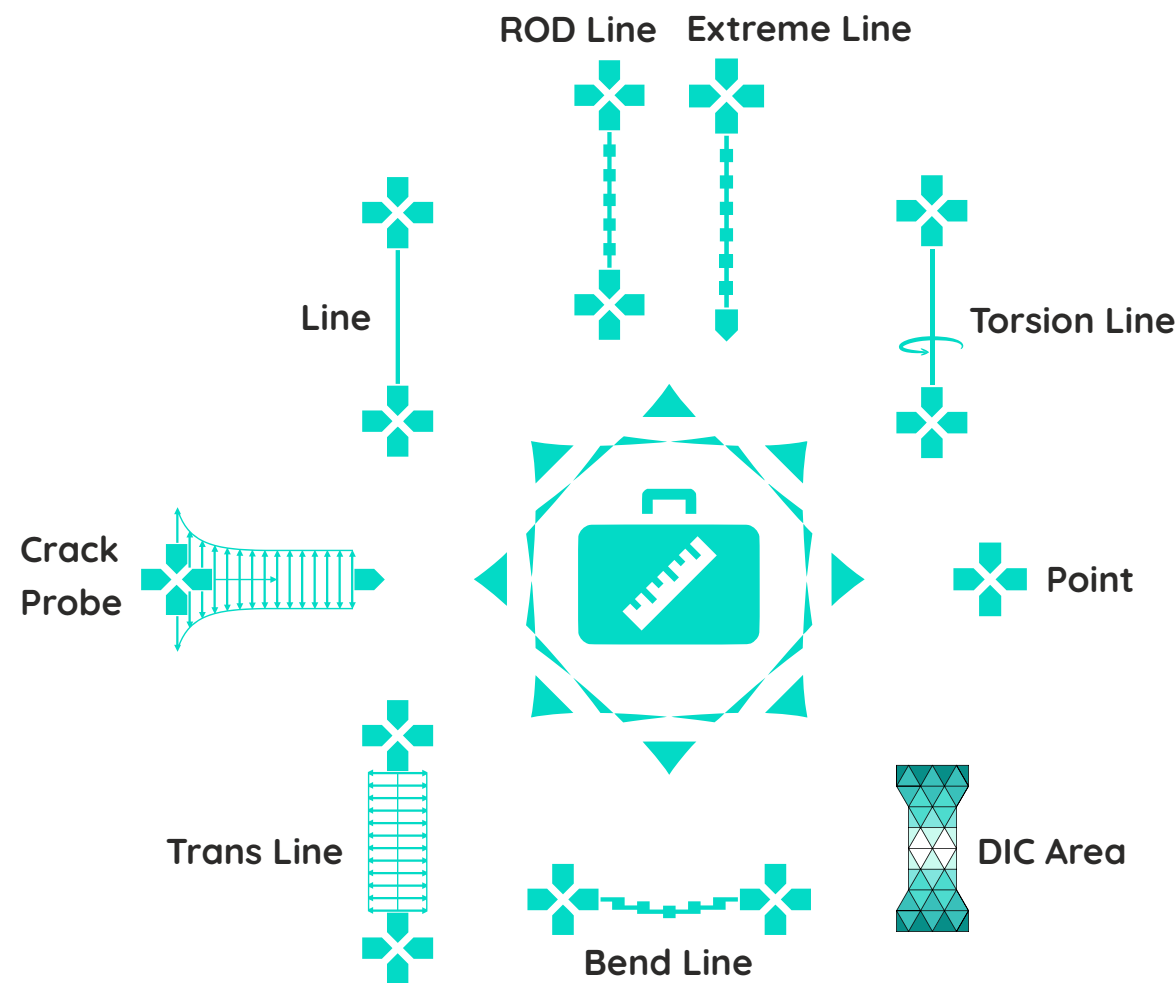 ROD Line
Extreme Line
Line
Torsion Line
Crack
Probe
Point
Trans Line
DIC Area
Bend Line